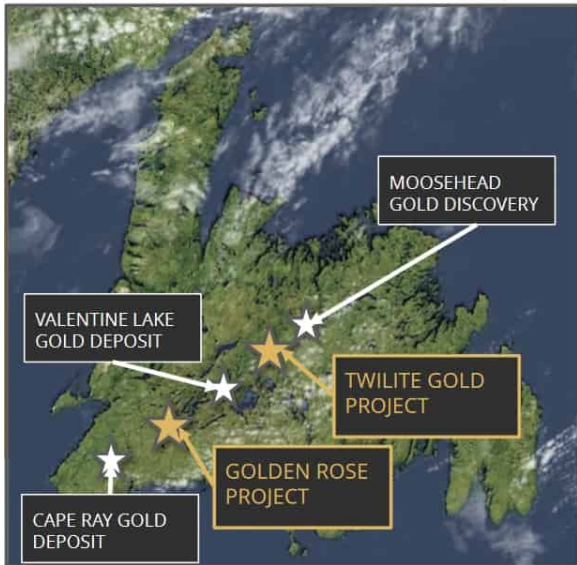 MOOSEHEAD
GOLD DISCOVERY
VALENTINE LAKE
GOLD DEPOSIT
TWILITE GOLD
PROJECT
GOLDEN ROSE
PROJECT
CAPE RAY GOLD
DEPOSIT